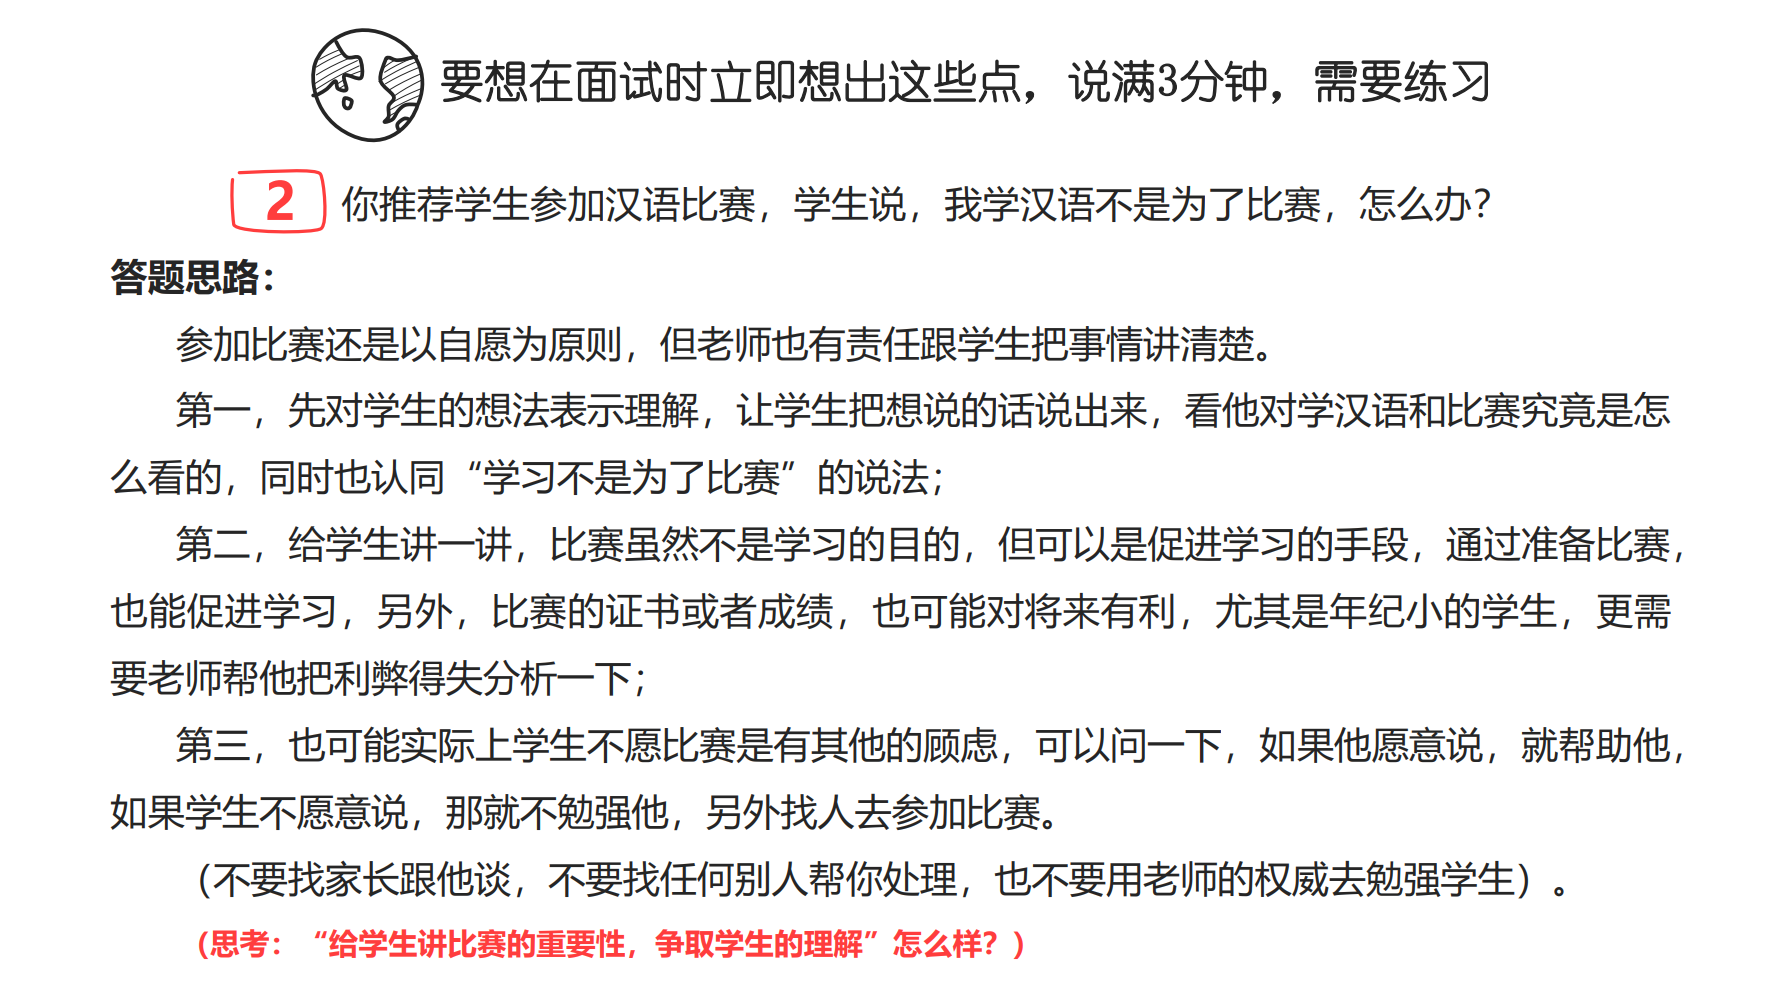 要想在面试时立即想出这些点，说满3分钟，需要练习
2 你推荐学生参加汉语比赛，学生说，我学汉语不是为了比赛，怎么办？
答题思路：
参加比赛还是以自愿为原则，但老师也有责任跟学生把事情讲清楚。
第一，先对学生的想法表示理解，让学生把想说的话说出来，看他对学汉语和比赛究竟是怎
么看的，同时也认同“学习不是为了比赛”的说法；
第二，给学生讲一讲，比赛虽然不是学习的目的，但可以是促进学习的手段，通过准备比赛，
也能促进学习，另外，比赛的证书或者成绩，也可能对将来有利，尤其是年纪小的学生，更需
要老师帮他把利弊得失分析一下；
第三，也可能实际上学生不愿比赛是有其他的顾虑，可以问一下，如果他愿意说，就帮助他，
如果学生不愿意说，那就不勉强他，另外找人去参加比赛。
（不要找家长跟他谈，不要找任何别人帮你处理，也不要用老师的权威去勉强学生）。
（思考：“给学生讲比赛的重要性，争取学生的理解”怎么样？）